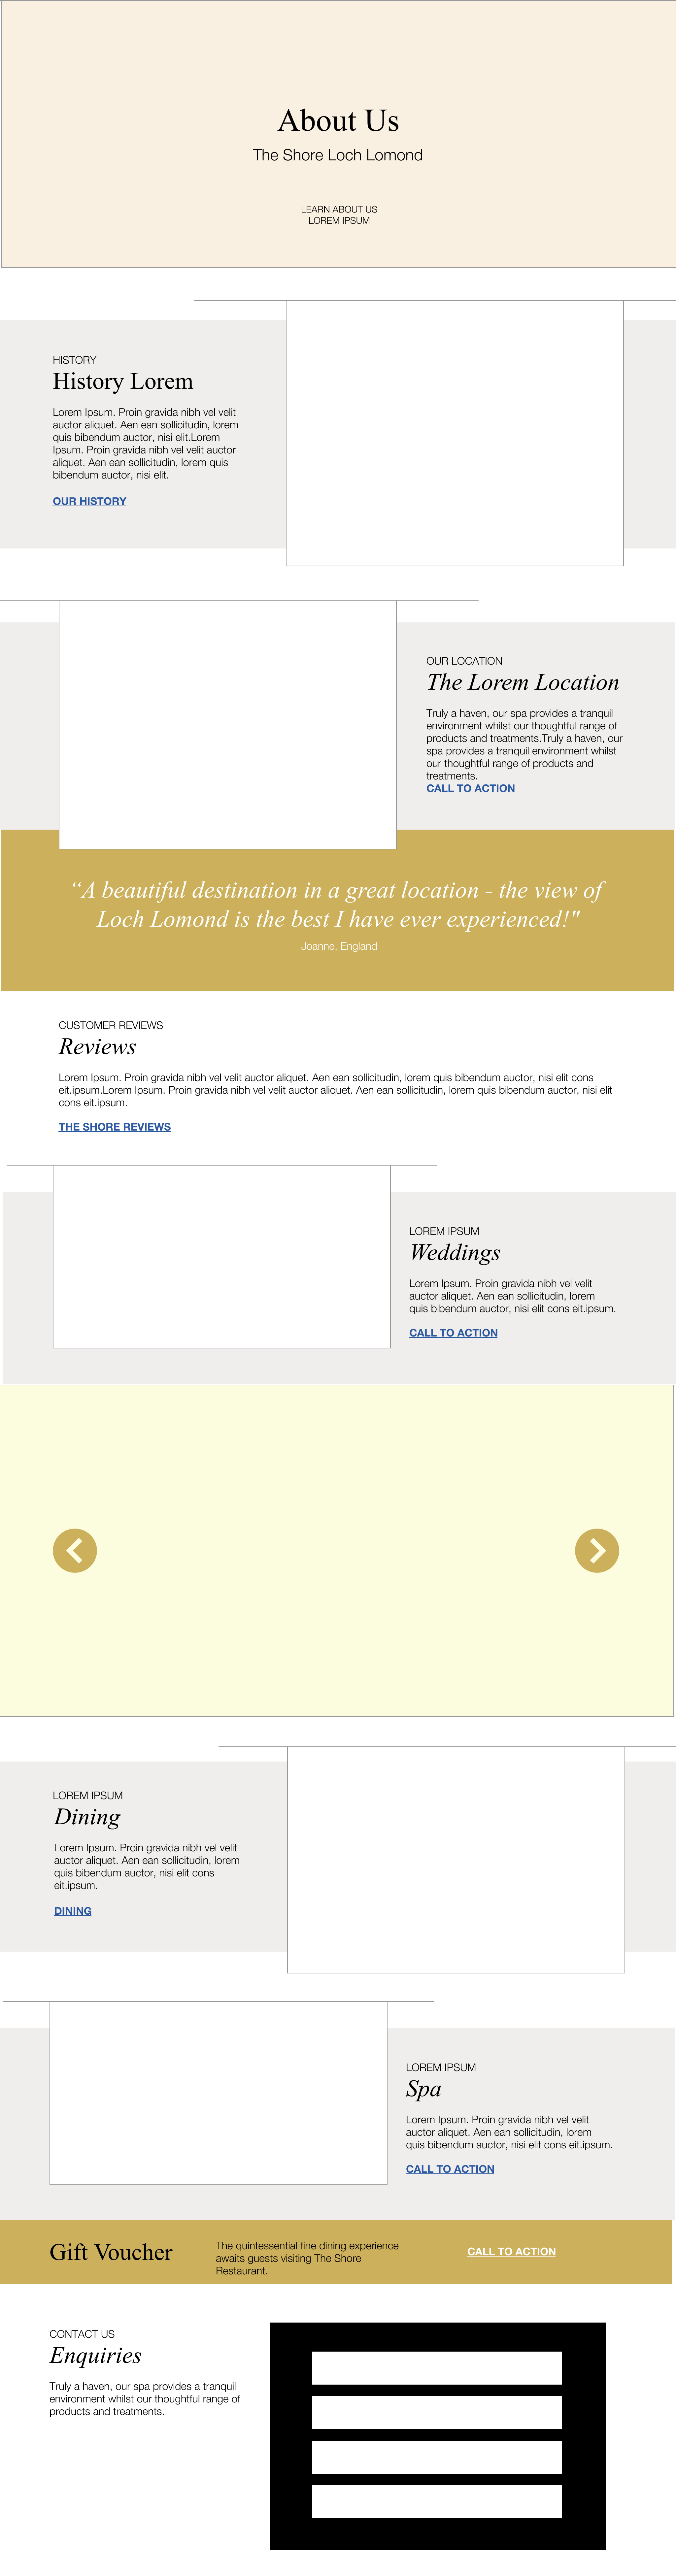 About Us
The Shore Loch Lomond
LEARN ABOUT US
LOREM IPSUM
HISTORY
History Lorem
Lorem Ipsum. Proin gravida nibh vel velit
auctor aliquet. Aen ean sollicitudin, lorem
quis bibendum auctor, nisi elit.Lorem
Ipsum. Proin gravida nibh vel velit auctor
aliquet. Aen ean sollicitudin, lorem quis
bibendum auctor, nisi elit.
OUR HISTORY
OUR LOCATION
The Lorem Location
Truly a haven, our spa provides a tranquil
environment whilst our thoughtful range of
products and treatments.Truly a haven, our
spa provides a tranquil environment whilst
our thoughtful range of products and
treatments.
CALL TO ACTION
“A beautiful destination in a great location - the view of
Loch Lomond is the best I have ever experienced!"
Joanne, England
CUSTOMER REVIEWS
Reviews
Lorem Ipsum. Proin gravida nibh vel velit auctor aliquet. Aen ean sollicitudin, lorem quis bibendum auctor, nisi elit cons
eit.ipsum.Lorem Ipsum. Proin gravida nibh vel velit auctor aliquet. Aen ean sollicitudin, lorem quis bibendum auctor, nisi elit
cons eit.ipsum.
THE SHORE REVIEWS
LOREM IPSUM
Weddings
Lorem Ipsum. Proin gravida nibh vel velit
auctor aliquet. Aen ean sollicitudin, lorem
quis bibendum auctor, nisi elit cons eit.ipsum.
CALL TO ACTION
LOREM IPSUM
Dining
Lorem Ipsum. Proin gravida nibh vel velit
auctor aliquet. Aen ean sollicitudin, lorem
quis bibendum auctor, nisi elit cons
eit.ipsum.
DINING
LOREM IPSUM
Spa
Lorem Ipsum. Proin gravida nibh vel velit
auctor aliquet. Aen ean sollicitudin, lorem
quis bibendum auctor, nisi elit cons eit.ipsum.
CALL TO ACTION
Gift Voucher
The quintessential fine dining experience
awaits guests visiting The Shore
Restaurant.
CALL TO ACTION
CONTACT US
Enquiries
Truly a haven, our spa provides a tranquil
environment whilst our thoughtful range of
products and treatments.